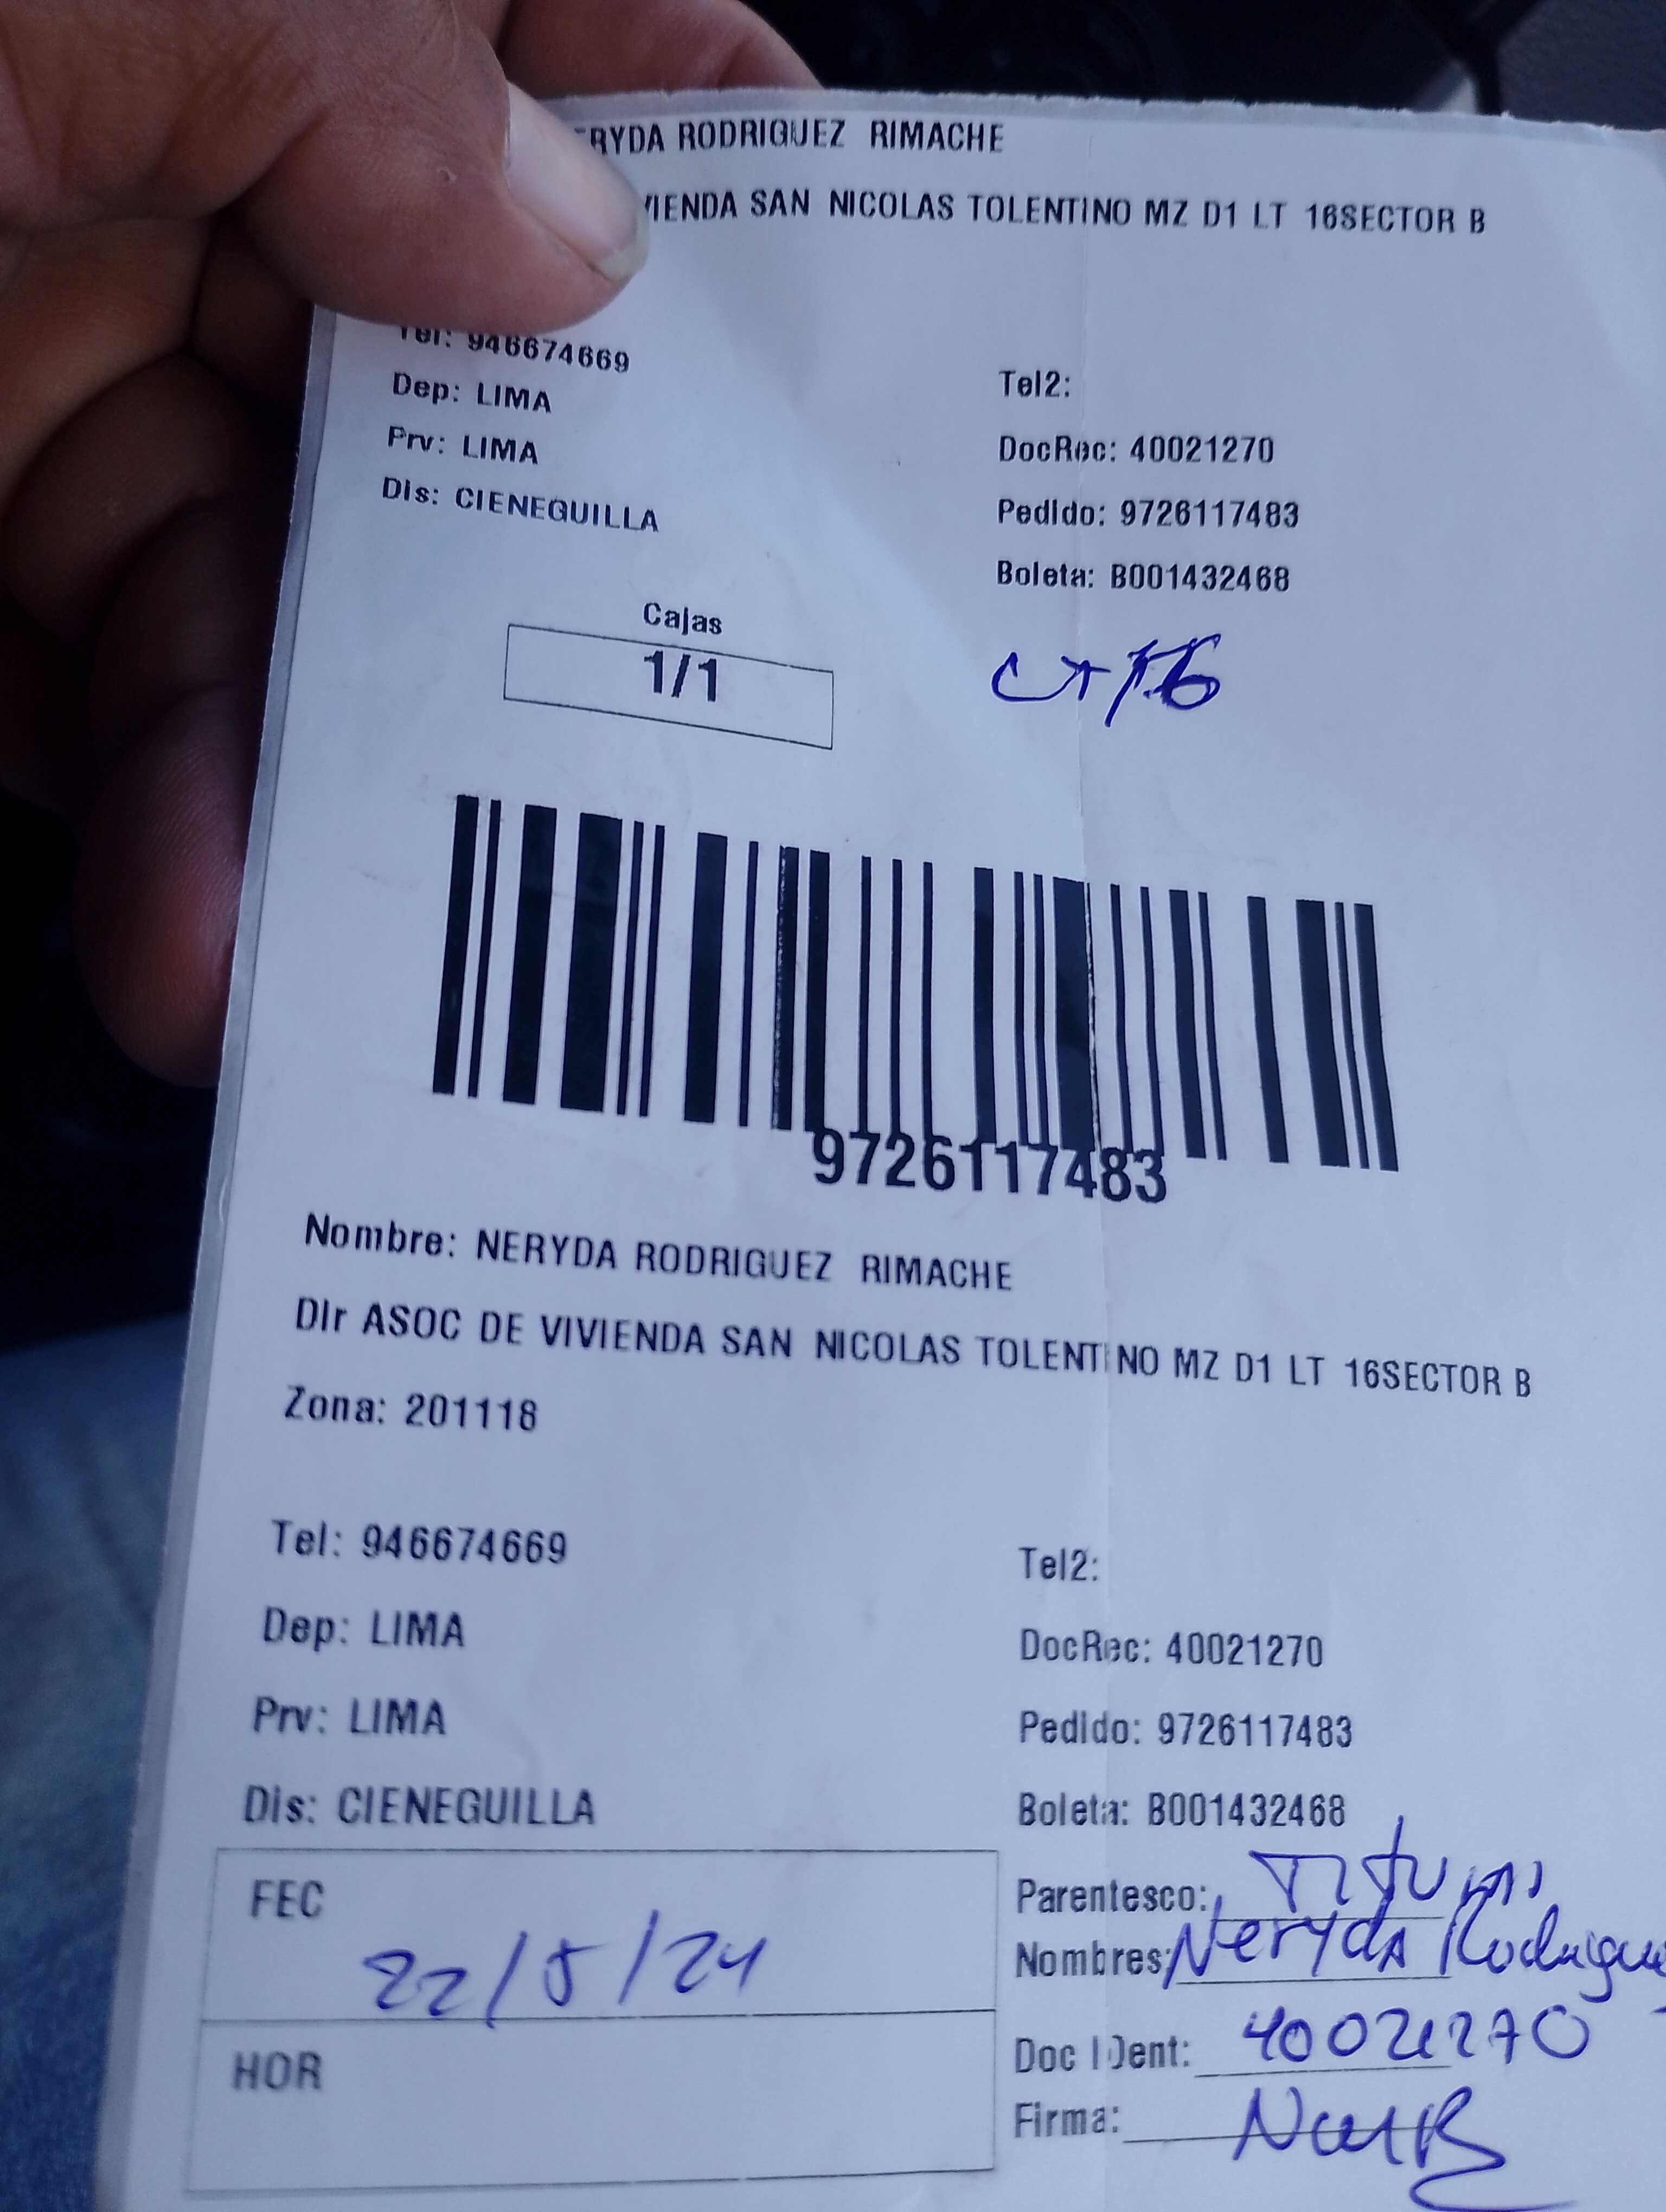 RYDA RODRIGUEZ RIMACHE
VIENDA SAN NICOLAS TOLENTINO MZ D1 LT 16SECTOR B
Tel: 946674669
Tel2:
Dep: LIMA
DocRec: 40021270
Prv: LIMA
Pedido: 9726117483
Dis: CIENEGUILLA
Boleta: B001432468
Cajas
1/1
9726117483
Nombre: NERYDA RODRIGUEZ RIMACHE
Dir ASOC DE VIVIENDA SAN NICOLAS TOLENTINO MZ D1 LT 16SECTOR B
Zona: 201118
Tel: 946674669
Tel2:
Dep: LIMA
DocRec: 40021270
Prv: LIMA
Pedido: 9726117483
Dis: CIENEGUILLA
Boleta: B001432468
FEC
22/5/24
Parentesco: Titular
Nombres: Neryda Rodrigue
HOR
Doc IDent: 40021270
Firma: